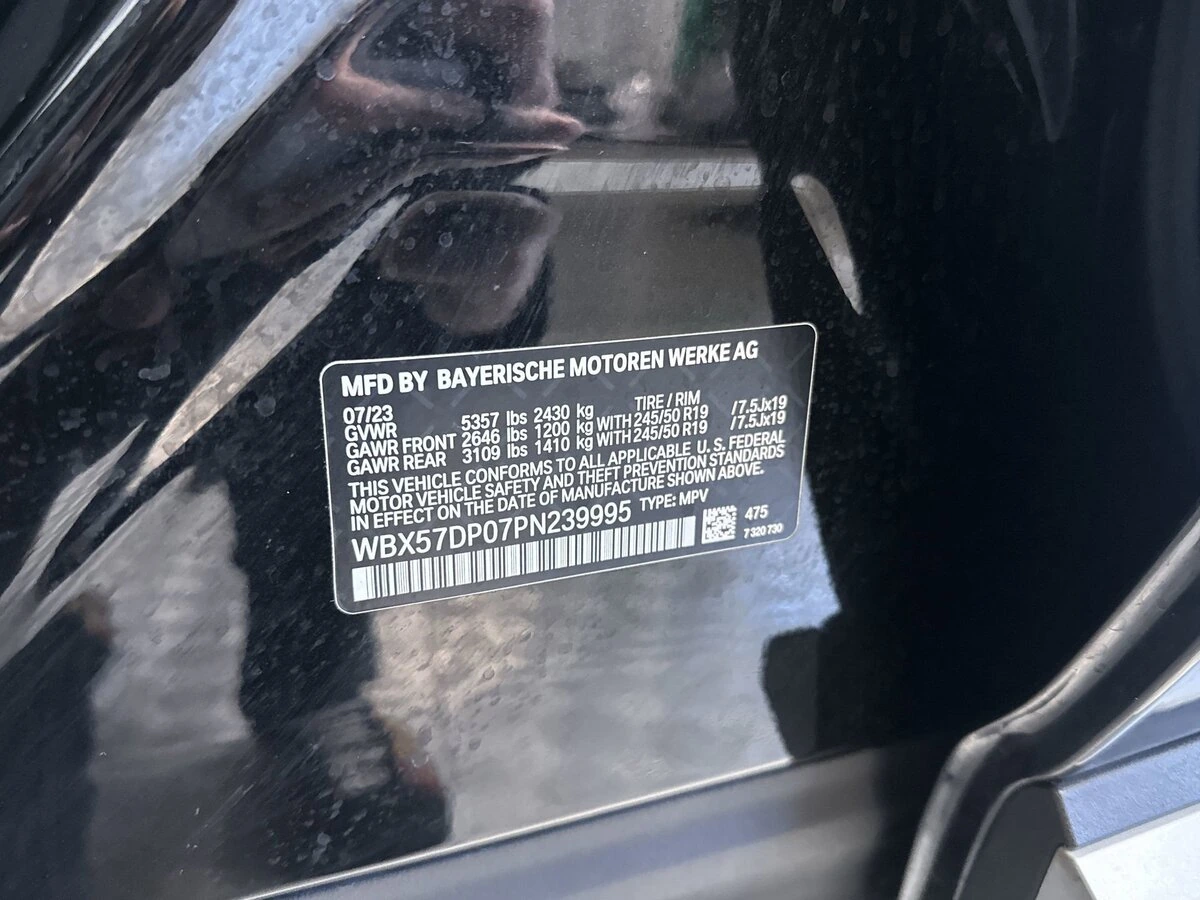 MFD BY BAYERISCHE MOTOREN WERKE AG
07/23 TIRE / RIM
GVWR 5357 lbs 2430 kg
GAWR FRONT 2646 lbs 1200 kg WITH 245/50 R19 /7.5Jx19
GAWR REAR 3109 lbs 1410 kg WITH 245/50 R19 /7.5Jx19
THIS VEHICLE CONFORMS TO ALL APPLICABLE U. S. FEDERAL
MOTOR VEHICLE SAFETY AND THEFT PREVENTION STANDARDS
IN EFFECT ON THE DATE OF MANUFACTURE SHOWN ABOVE.
WBX57DP07PN239995 TYPE: MPV
475
7 320 730